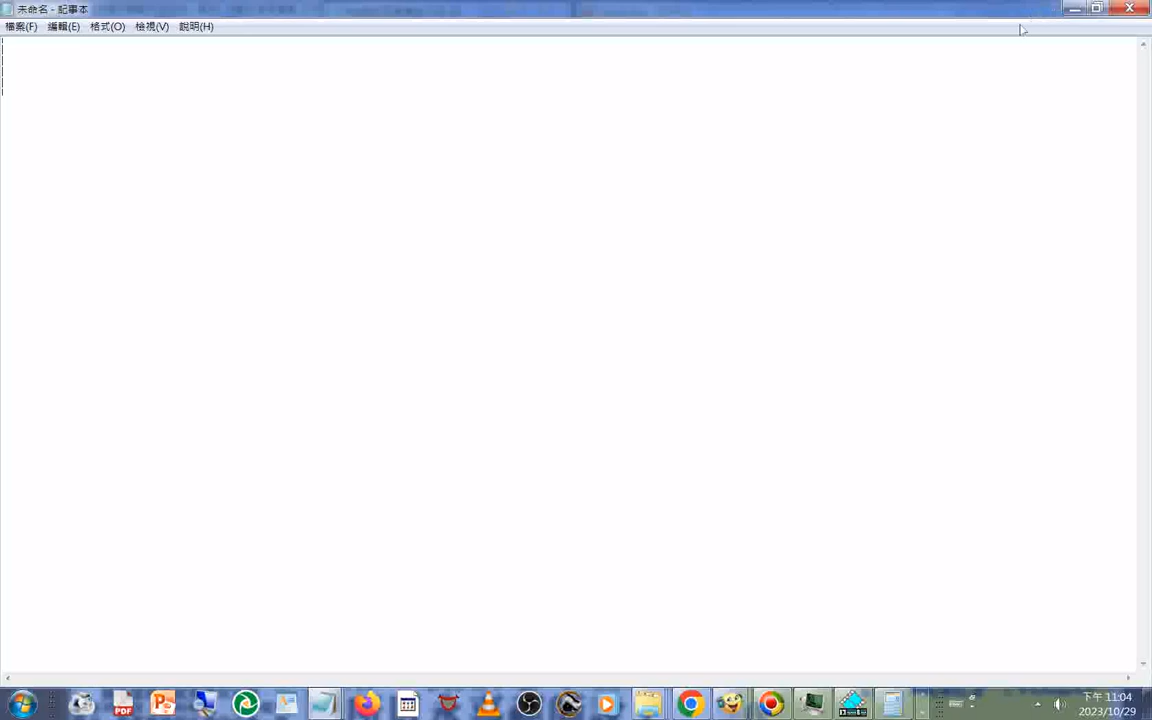 未命名 - 記事本
檔案(F) 編輯(E) 格式(O) 檢視(V) 說明(H)
PDF
下午 11:04
2023/10/29